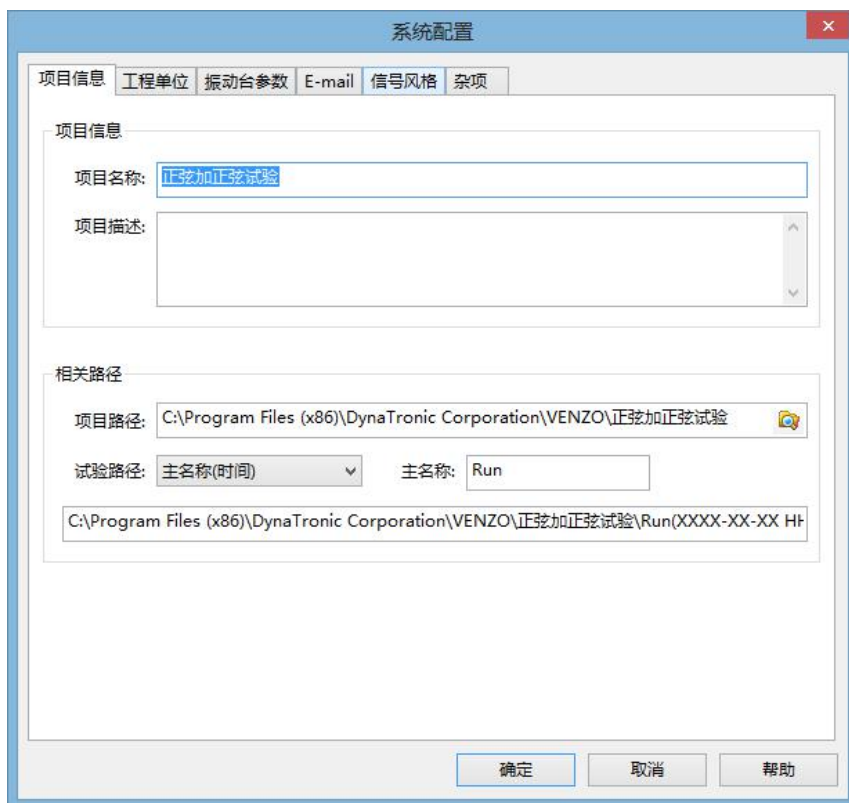 系统配置
项目信息 工程单位 振动台参数 E-mail 信号风格 杂项
项目信息
项目名称: 正弦加正弦试验
项目描述:
相关路径
项目路径: C:\Program Files (x86)\DynaTronic Corporation\VENZO\正弦加正弦试验
试验路径: 主名称(时间) 主名称: Run
C:\Program Files (x86)\DynaTronic Corporation\VENZO\正弦加正弦试验\Run(XXXX-XX-XX HH
确定 取消 帮助